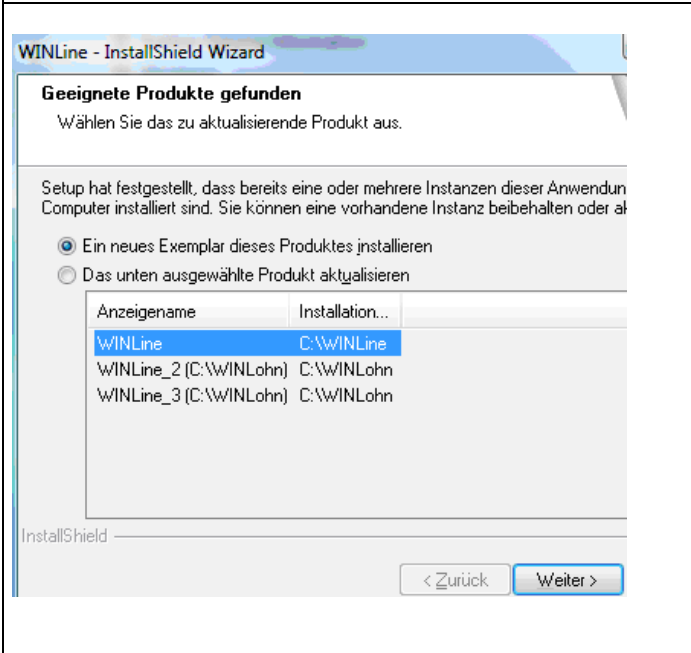 WINLine - InstallShield Wizard
Geeignete Produkte gefunden
Wählen Sie das zu aktualisierende Produkt aus.
Setup hat festgestellt, dass bereits eine oder mehrere Instanzen dieser Anwendun
Computer installiert sind. Sie können eine vorhandene Instanz beibehalten oder ak
Ein neues Exemplar dieses Produktes installieren
Das unten ausgewählte Produkt aktualisieren
Anzeigename Installation...
WINLine C:\WINLine
WINLine_2 (C:\WINLohn) C:\WINLohn
WINLine_3 (C:\WINLohn) C:\WINLohn
InstallShield
< Zurück Weiter >